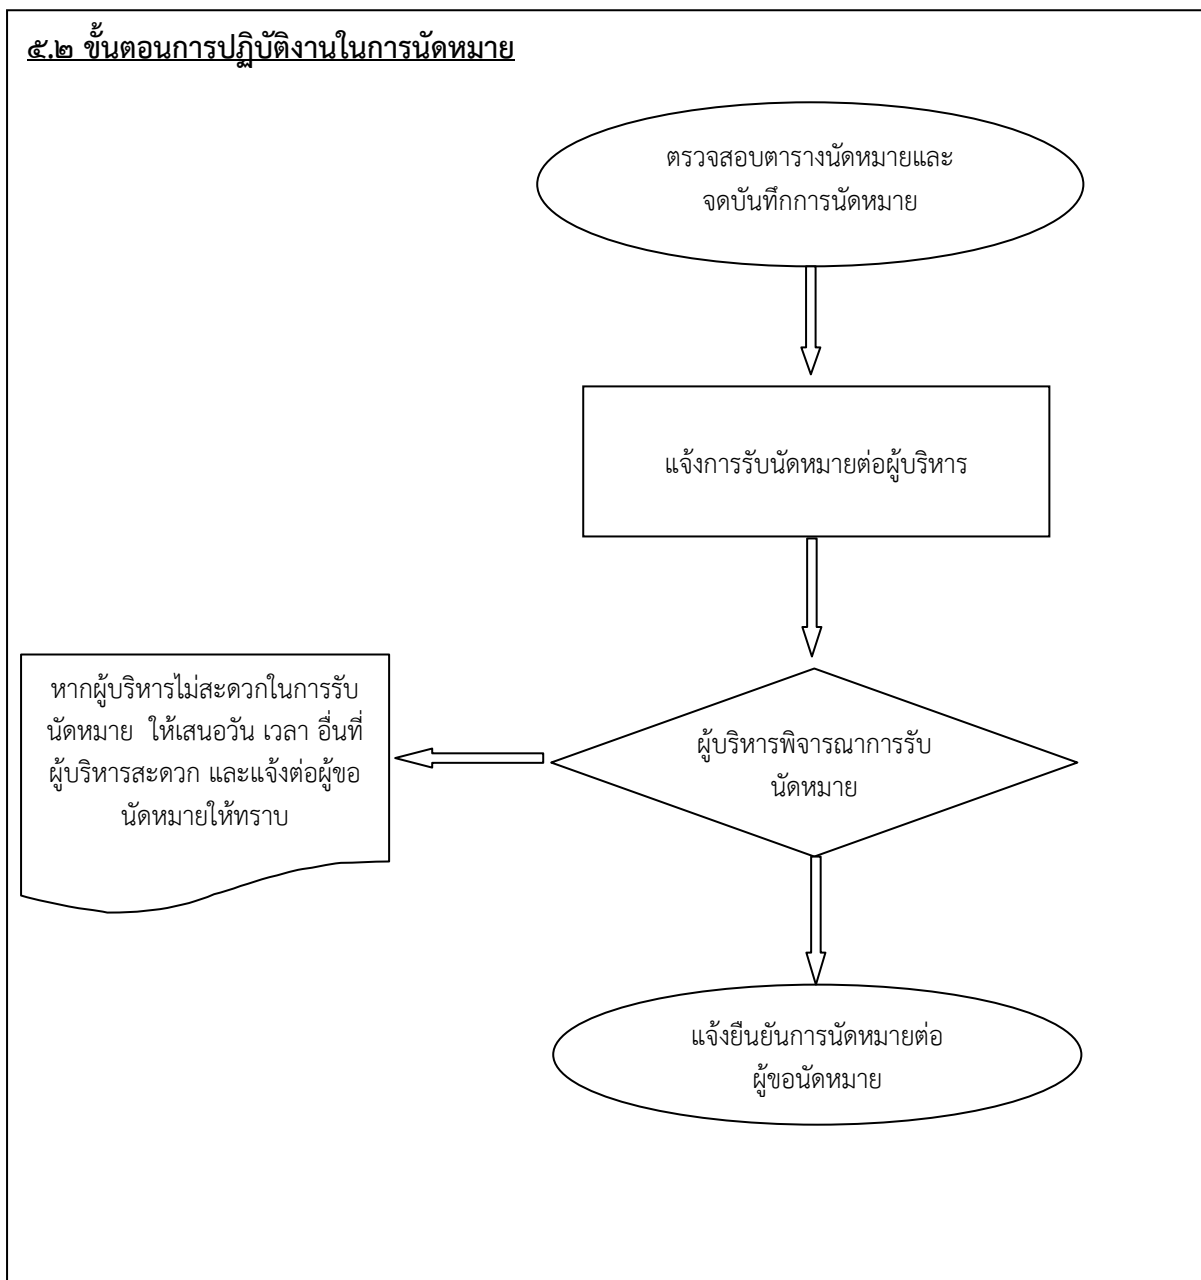 ๕.๒ ขั้นตอนการปฏิบัติงานในการนัดหมาย
ตรวจสอบตารางนัดหมายและ
จดบันทึกการนัดหมาย
แจ้งการรับนัดหมายต่อผู้บริหาร
ผู้บริหารพิจารณาการรับ
นัดหมาย
หากผู้บริหารไม่สะดวกในการรับ
นัดหมาย ให้เสนอวัน เวลา อื่นที่
ผู้บริหารสะดวก และแจ้งต่อผู้ขอ
นัดหมายให้ทราบ
แจ้งยืนยันการนัดหมายต่อ
ผู้ขอนัดหมาย